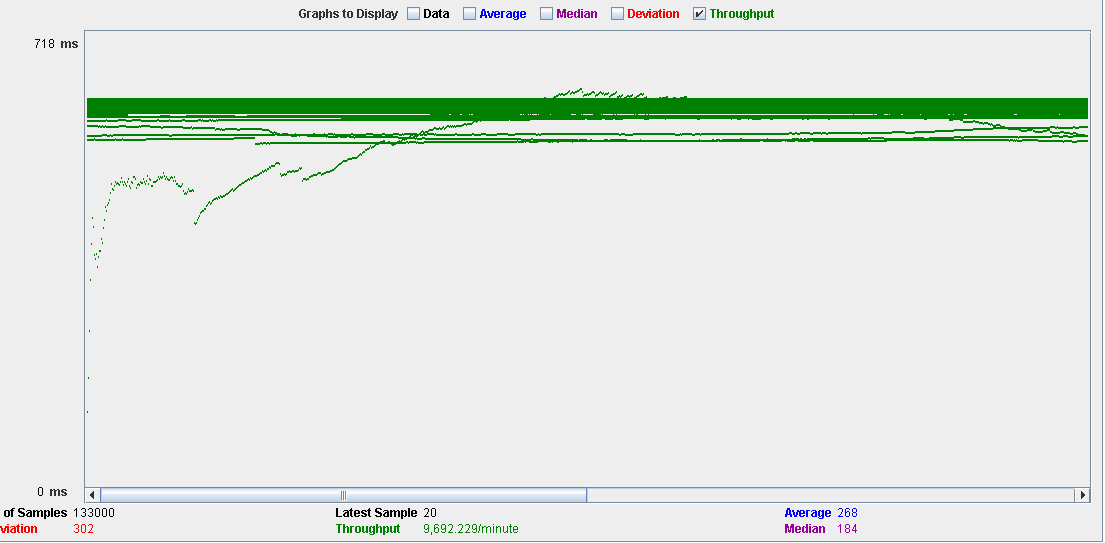 Graphs to Display Data Average Median Deviation Throughput
718 ms
0 ms
of Samples 133000 Latest Sample 20 Average 268
viation 302 Throughput 9,692.229/minute Median 184